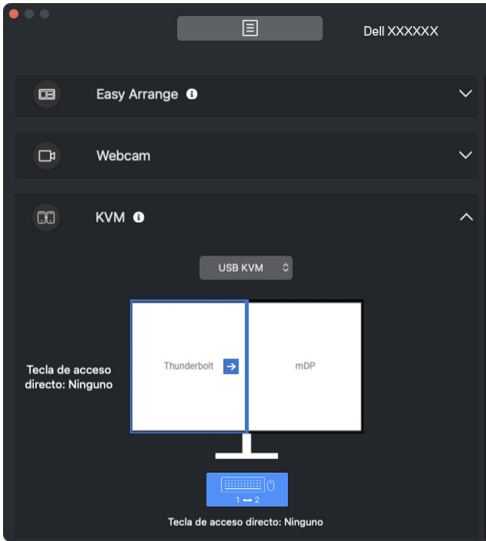 Dell XXXXXX
Easy Arrange
Webcam
KVM
USB KVM
Thunderbolt
mDP
Tecla de acceso
directo: Ninguno
1 2
Tecla de acceso directo: Ninguno